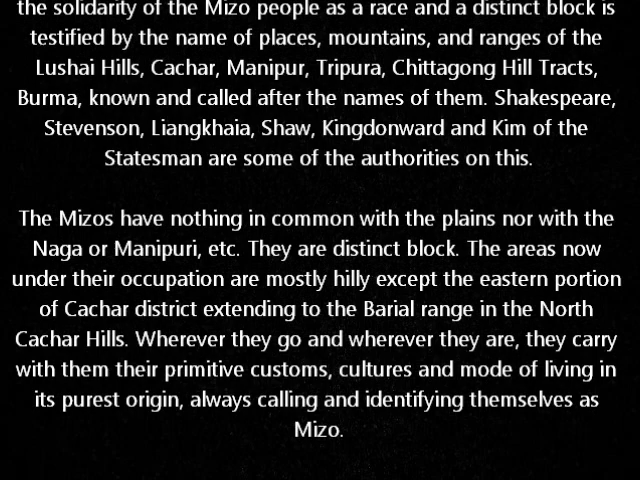 the solidarity of the Mizo people as a race and a distinct block is
testified by the name of places, mountains, and ranges of the
Lushai Hills, Cachar, Manipur, Tripura, Chittagong Hill Tracts,
Burma, known and called after the names of them. Shakespeare,
Stevenson, Liangkhaia, Shaw, Kingdonward and Kim of the
Statesman are some of the authorities on this.
The Mizos have nothing in common with the plains nor with the
Naga or Manipuri, etc. They are distinct block. The areas now
under their occupation are mostly hilly except the eastern portion
of Cachar district extending to the Barial range in the North
Cachar Hills. Wherever they go and wherever they are, they carry
with them their primitive customs, cultures and mode of living in
its purest origin, always calling and identifying themselves as
Mizo.